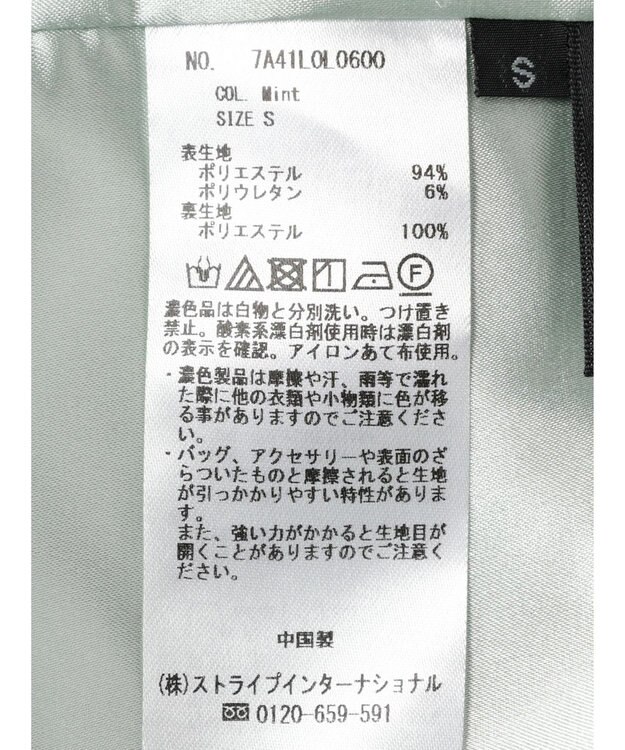 NO. 7A41L0L0600
S
COL. Mint
SIZE S
表生地
ポリエステル 94%
ポリウレタン 6%
裏生地
ポリエステル 100%
F
濃色品は白物と分別洗い。つけ置き
禁止。酸素系漂白剤使用時は漂白剤
の表示を確認。アイロンあて布使用。
・濃色製品は摩擦や汗、雨等で濡れ
た際に他の衣類や小物類に色が移
る事がありますのでご注意くださ
い。
・バッグ、アクセサリーや表面のざ
らついたものと摩擦されると生地
が引っかかりやすい特性がありま
す。
また、強い力がかかると生地目が
開くことがありますのでご注意く
ださい。
中国製
(株)ストライプインターナショナル
0120-659-591